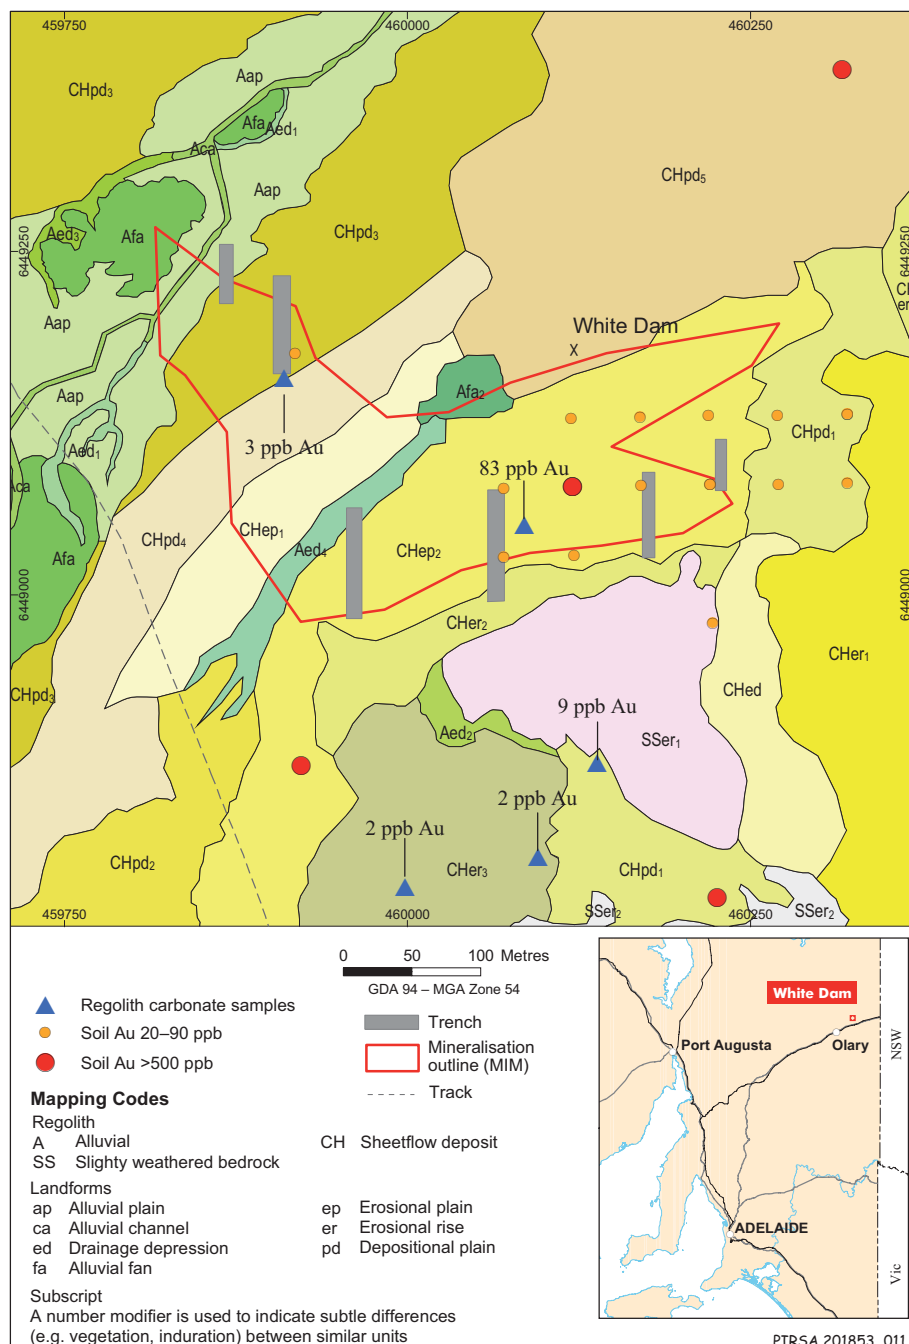 459750
460000
460250
Aap
CHpd3
Afa
Aed1
Aca
CHpd5
Aap
6449250
Aed3
Afa
CHpd3
6449250
Aap
White Dam
X
Aap
Afa2
3 ppb Au
CHpd1
Aed1
83 ppb Au
CHep1
CHpd4
Aed4
CHep2
Afa
6449000
6449000
CHer2
CHer1
CHpd3
CHed
9 ppb Au
Aed2
SSer1
2 ppb Au
2 ppb Au
CHpd2
CHer3
CHpd1
SSer2
SSer2
459750
460000
460250
0 50 100 Metres
GDA 94 – MGA Zone 54
Regolith carbonate samples
Soil Au 20–90 ppb
Soil Au >500 ppb
Trench
Mineralisation
outline (MIM)
Track
Mapping Codes
Regolith
A Alluvial
CH Sheetflow deposit
SS Slighty weathered bedrock
Landforms
ap Alluvial plain
ca Alluvial channel
ed Drainage depression
fa Alluvial fan
ep Erosional plain
er Erosional rise
pd Depositional plain
Subscript
A number modifier is used to indicate subtle differences
(e.g. vegetation, induration) between similar units
White Dam
Port Augusta
Olary
NSW
ADELAIDE
Vic
PIRSA 201853_011